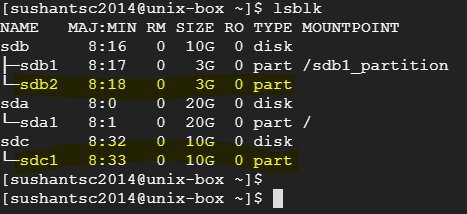 [sushantsc2014@unix-box ~]$ lsblk
NAME   MAJ:MIN RM SIZE RO TYPE MOUNTPOINT
sdb      8:16   0  10G  0 disk
├─sdb1   8:17   0   3G  0 part /sdb1_partition
└─sdb2   8:18   0   3G  0 part
sda      8:0    0  20G  0 disk
└─sda1   8:1    0  20G  0 part /
sdc      8:32   0  10G  0 disk
└─sdc1   8:33   0  10G  0 part
[sushantsc2014@unix-box ~]$
[sushantsc2014@unix-box ~]$